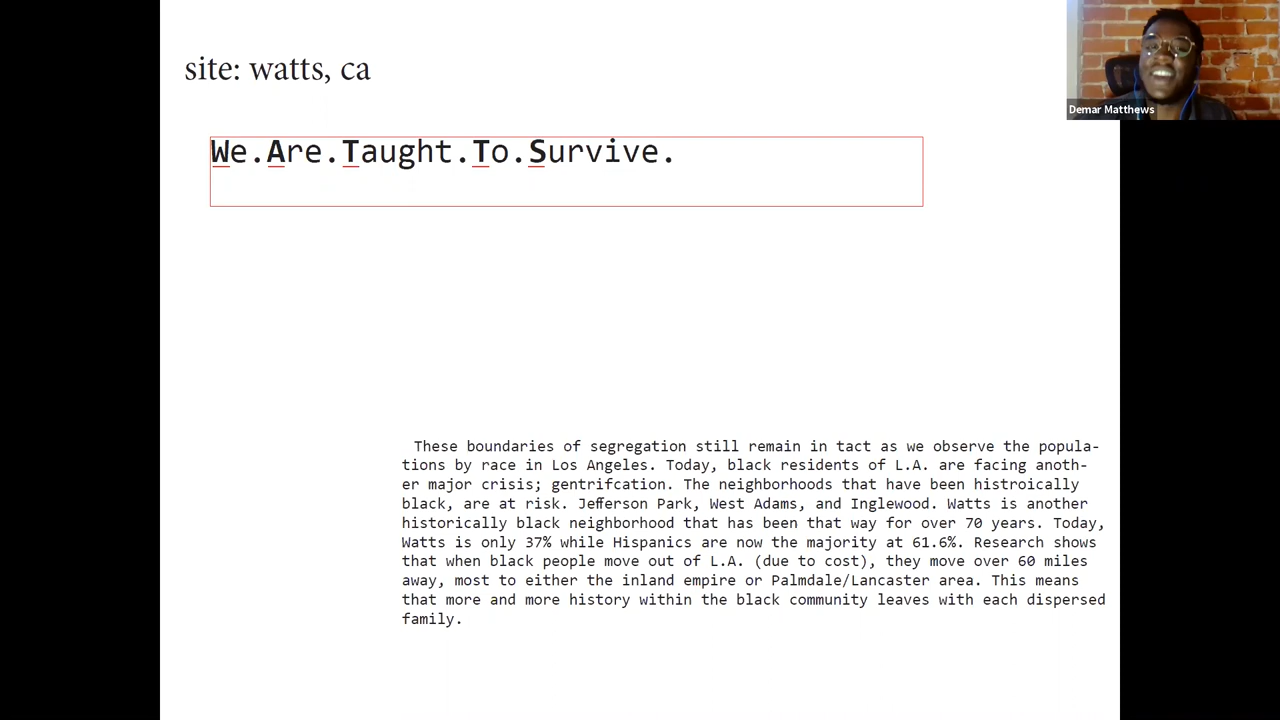 site: watts, ca
Demar Matthews
We.Are.Taught.To.Survive.
These boundaries of segregation still remain in tact as we observe the popula-
tions by race in Los Angeles. Today, black residents of L.A. are facing anoth-
er major crisis; gentrifcation. The neighborhoods that have been histroically
black, are at risk. Jefferson Park, West Adams, and Inglewood. Watts is another
historically black neighborhood that has been that way for over 70 years. Today,
Watts is only 37% while Hispanics are now the majority at 61.6%. Research shows
that when black people move out of L.A. (due to cost), they move over 60 miles
away, most to either the inland empire or Palmdale/Lancaster area. This means
that more and more history within the black community leaves with each dispersed
family.